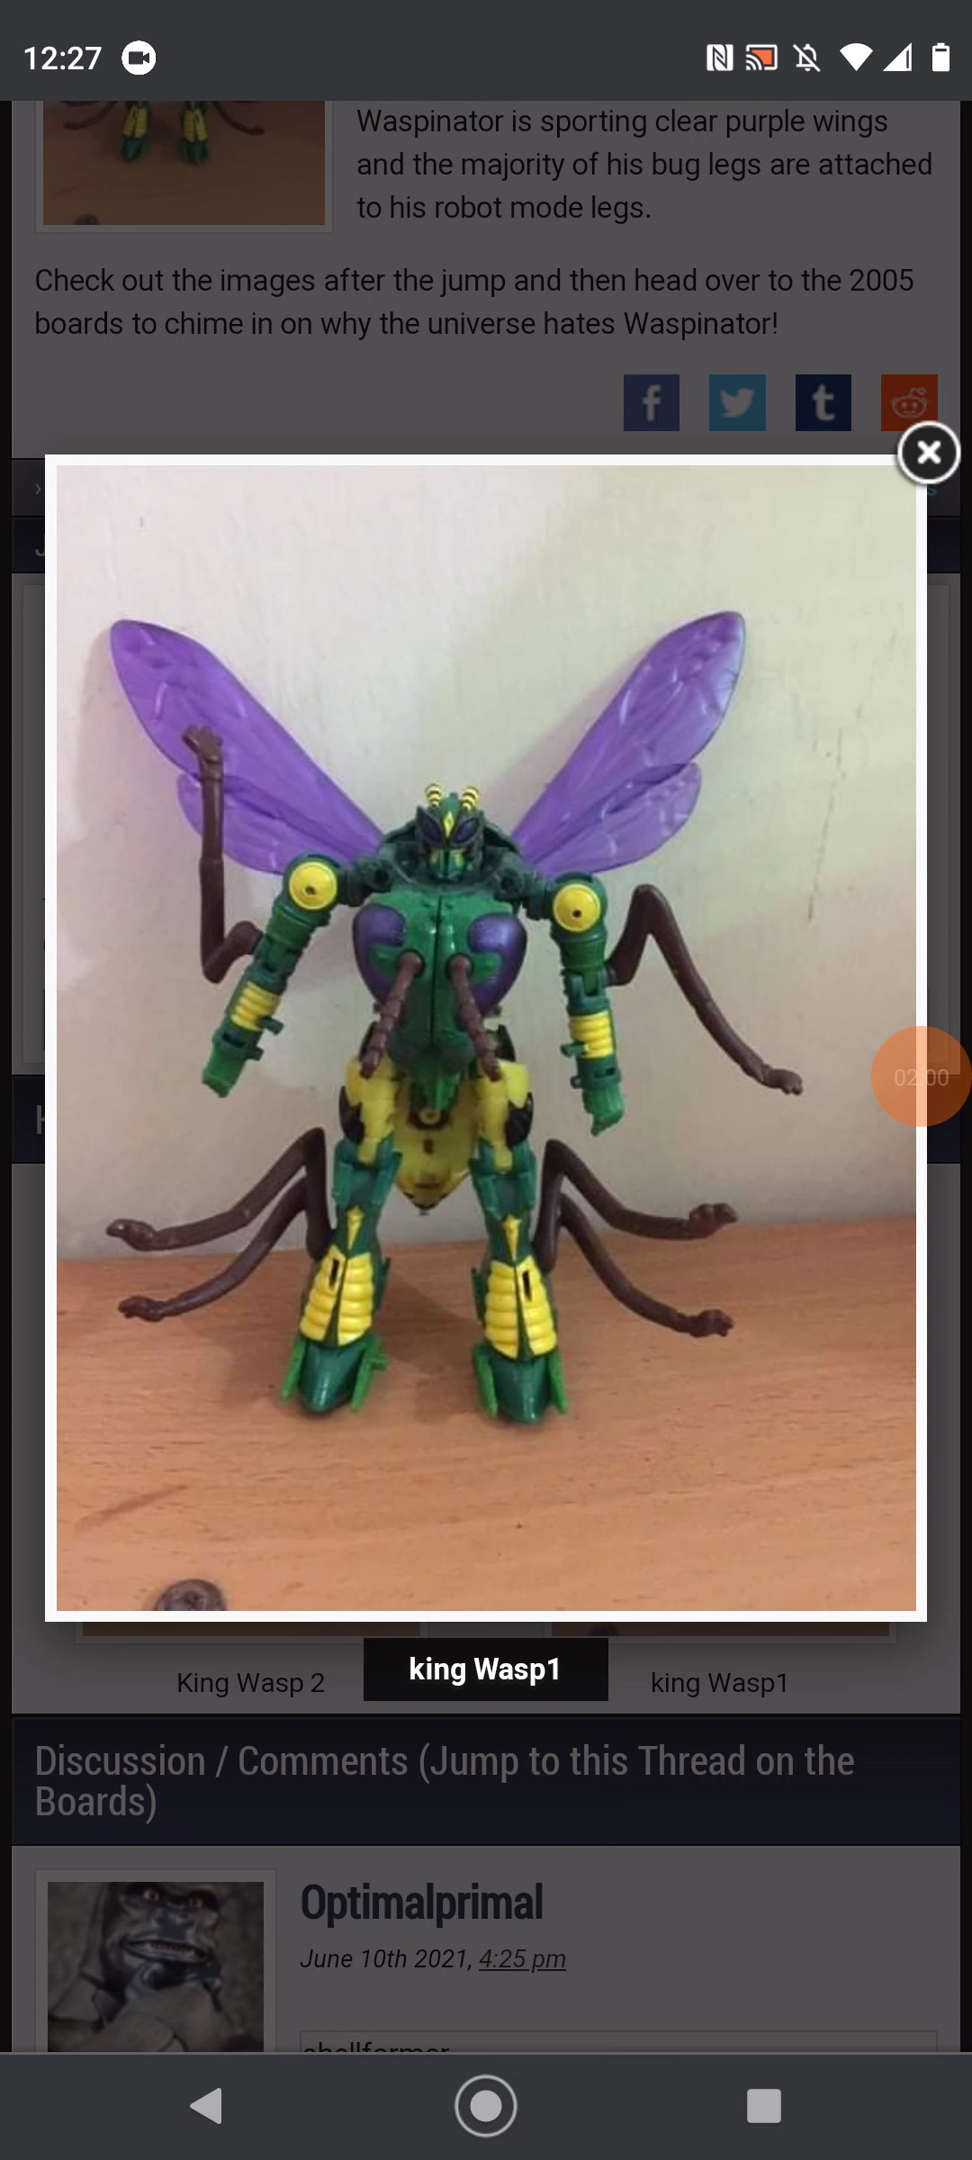 12:27
Waspinator is sporting clear purple wings
and the majority of his bug legs are attached
to his robot mode legs.
Check out the images after the jump and then head over to the 2005
boards to chime in on why the universe hates Waspinator!
02:00
King Wasp 2
king Wasp1
king Wasp1
Discussion / Comments (Jump to this Thread on the
Boards)
Optimalprimal
June 10th 2021, 4:25 pm
shellformer